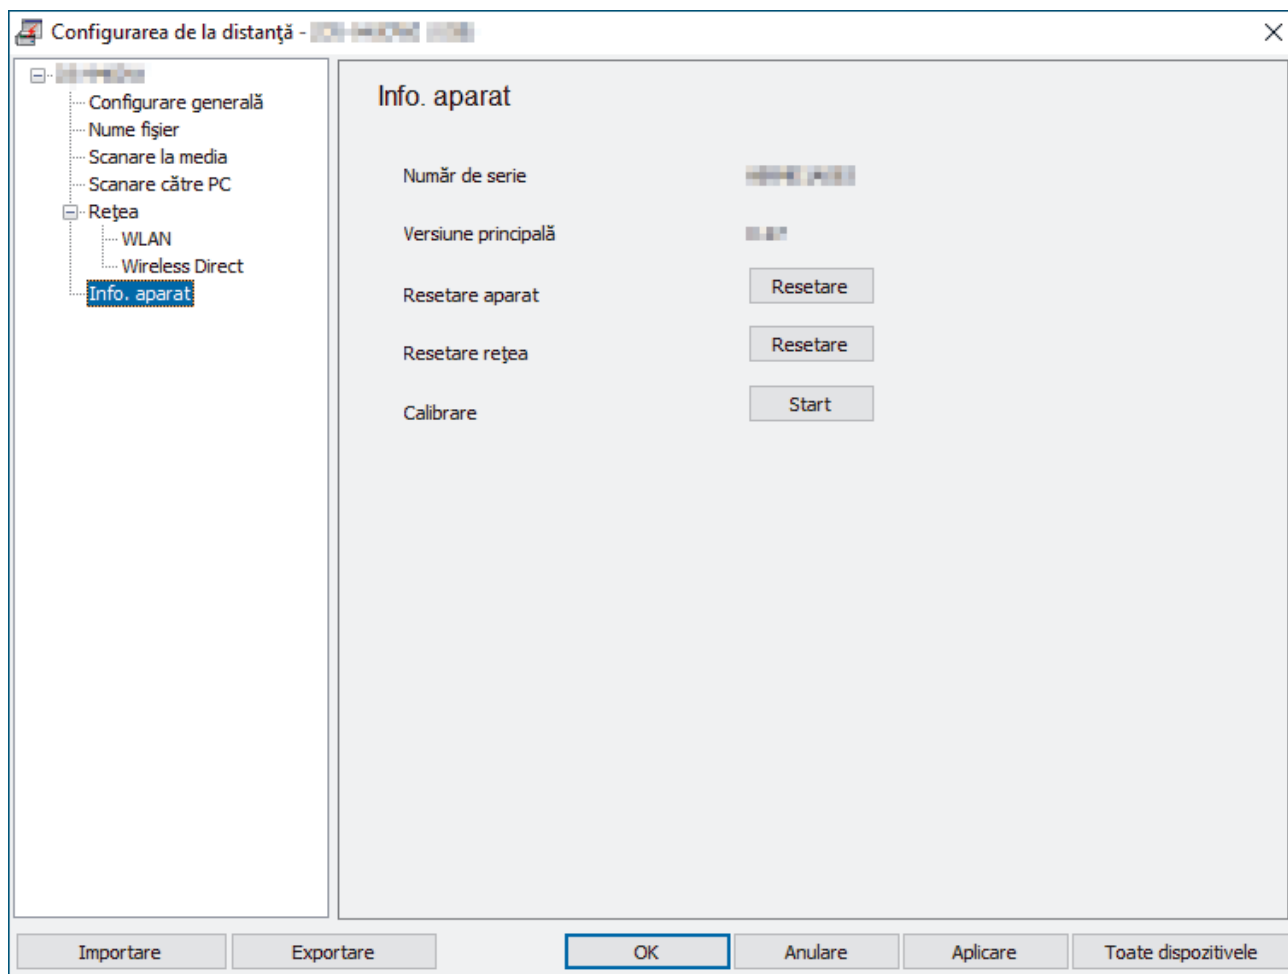 Configurarea de la distanţă -
Configurare generală
Nume fişier
Scanare la media
Scanare către PC
Reţea
WLAN
Wireless Direct
Info. aparat
Info. aparat
Număr de serie
Versiune principală
Resetare aparat Resetare
Resetare reţea Resetare
Calibrare Start
Importare Exportare OK Anulare Aplicare Toate dispozitivele